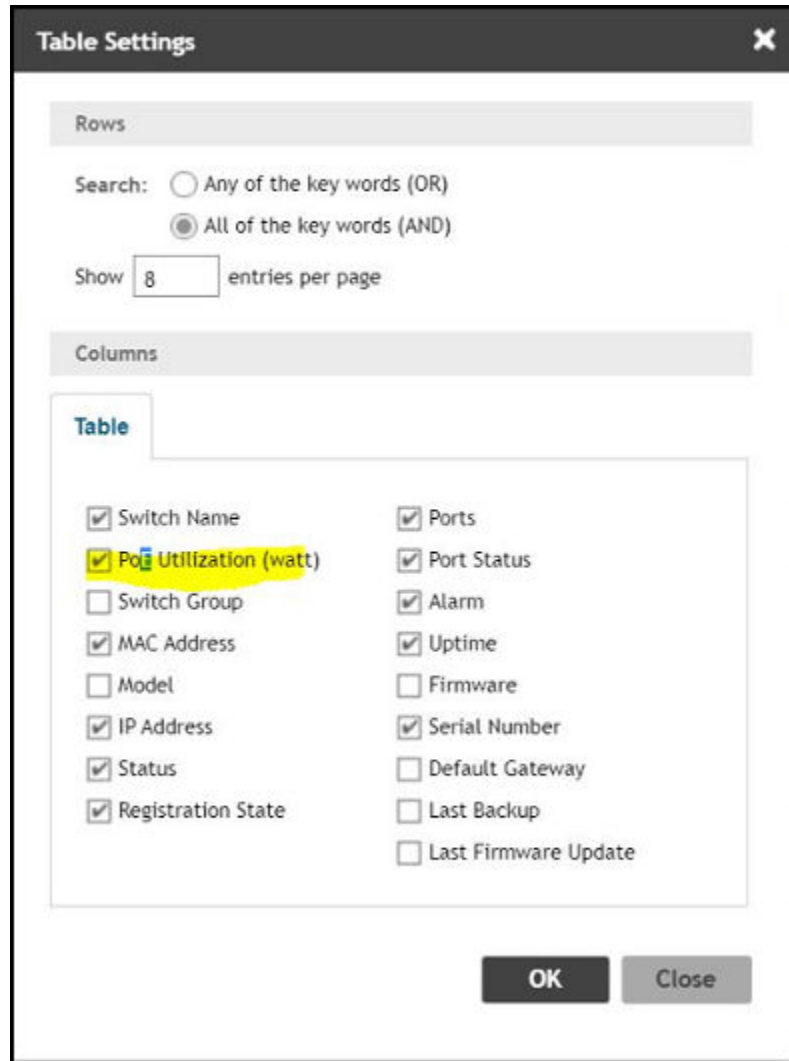 Table Settings
Rows
Search: Any of the key words (OR)
All of the key words (AND)
Show 8 entries per page
Columns
Table
Switch Name
PoE Utilization (watt)
Switch Group
MAC Address
Model
IP Address
Status
Registration State
Ports
Port Status
Alarm
Uptime
Firmware
Serial Number
Default Gateway
Last Backup
Last Firmware Update
OK Close